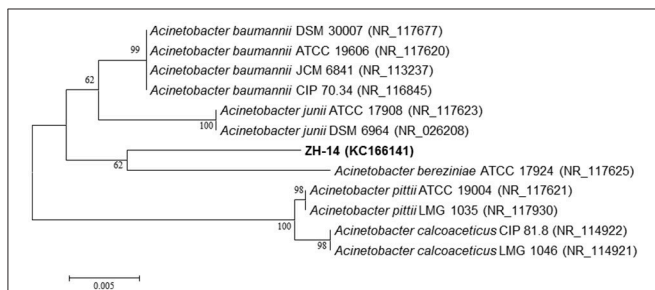 Acinetobacter baumannii DSM 30007 (NR_117677)
99
Acinetobacter baumannii ATCC 19606 (NR_117620)
Acinetobacter baumannii JCM 6841 (NR_113237)
62
Acinetobacter baumannii CIP 70.34 (NR_116845)
Acinetobacter junii ATCC 17908 (NR_117623)
100
Acinetobacter junii DSM 6964 (NR_026208)
ZH-14 (KC166141)
62
Acinetobacter bereziniae ATCC 17924 (NR_117625)
98
Acinetobacter pittii ATCC 19004 (NR_117621)
Acinetobacter pittii LMG 1035 (NR_117930)
100
Acinetobacter calcoaceticus CIP 81.8 (NR_114922)
98
Acinetobacter calcoaceticus LMG 1046 (NR_114921)
0.005